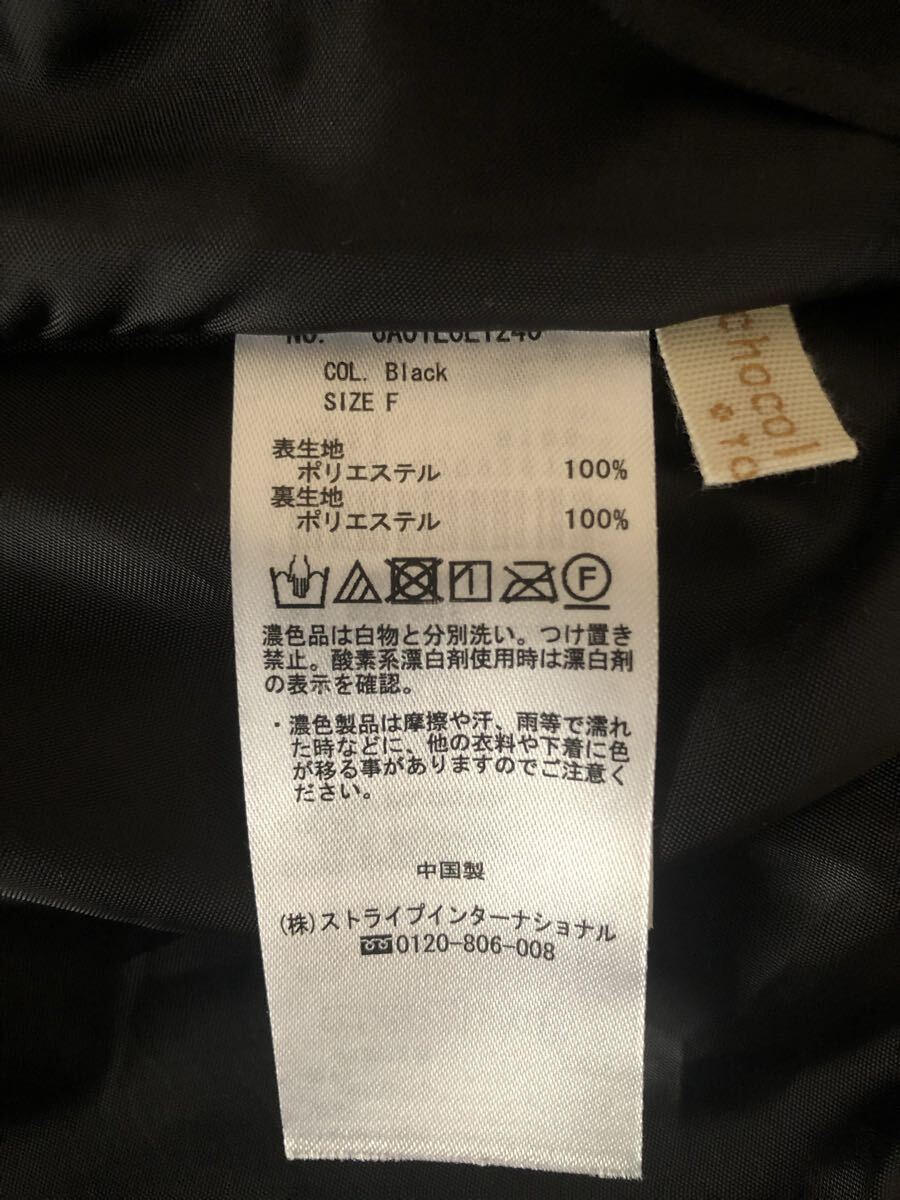 NO.
COL. Black
SIZE F
表生地
ポリエステル 100%
裏生地
ポリエステル 100%
F
濃色品は白物と分別洗い。つけ置き
禁止。酸素系漂白剤使用時は漂白剤
の表示を確認。
・濃色製品は摩擦や汗、雨等で濡れ
た時などに、他の衣料や下着に色
が移る事がありますのでご注意く
ださい。
中国製
(株)ストライプインターナショナル
0120-806-008
chocol